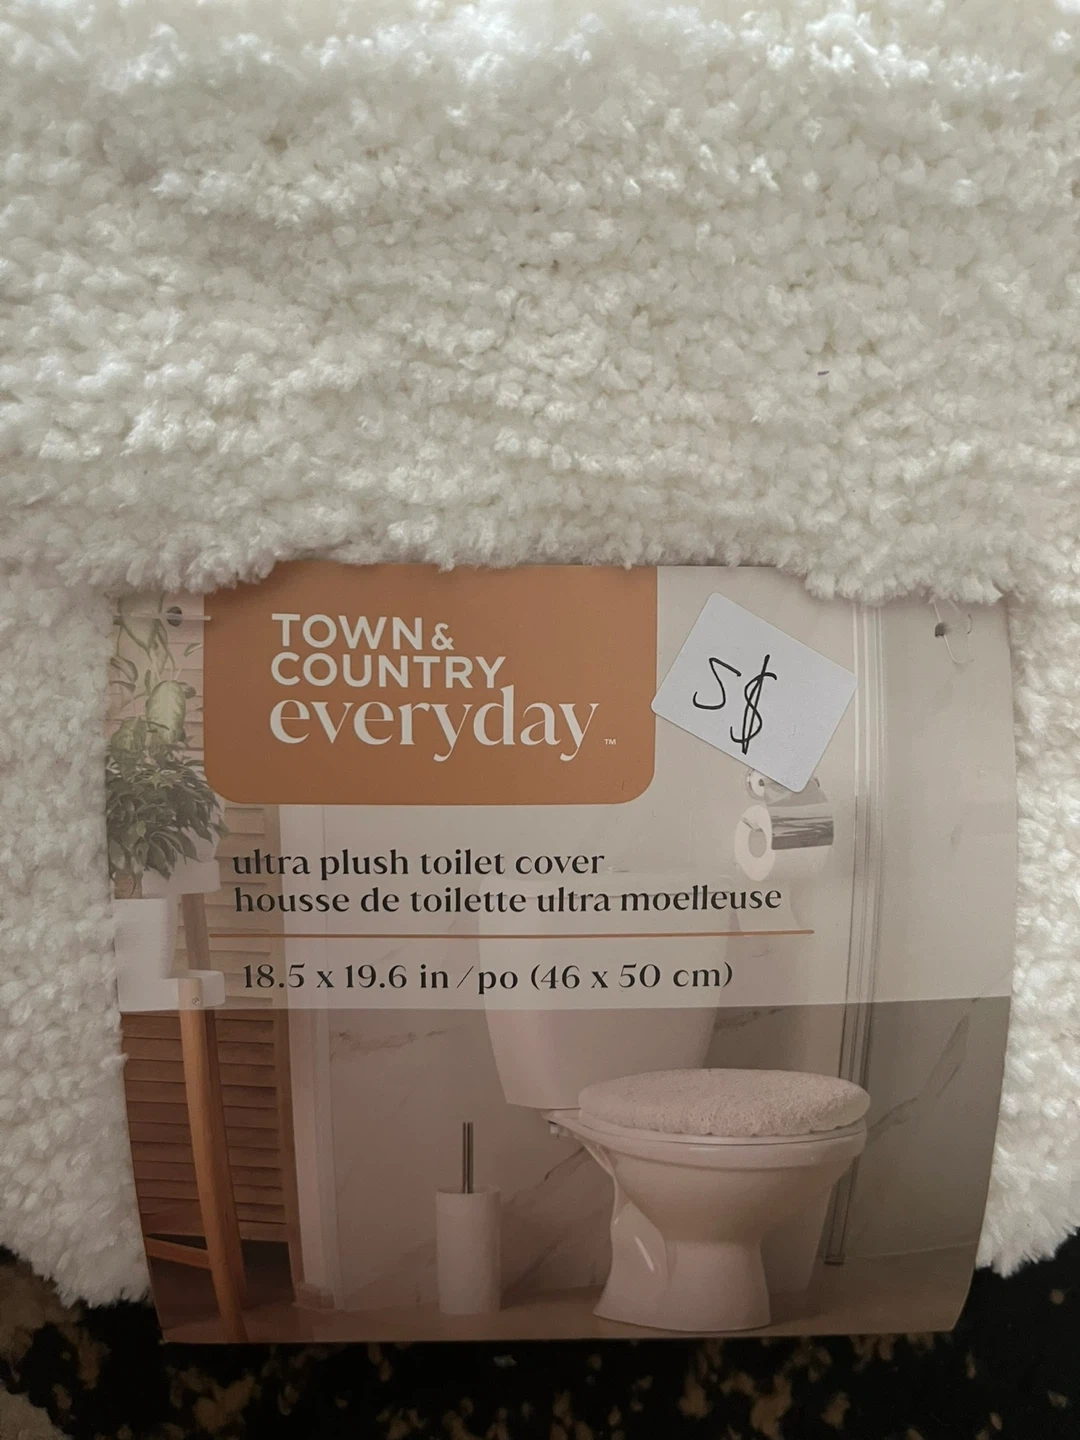 TOWN &
COUNTRY
everyday™
5$
ultra plush toilet cover
housse de toilette ultra moelleuse
18.5 x 19.6 in/po (46 x 50 cm)